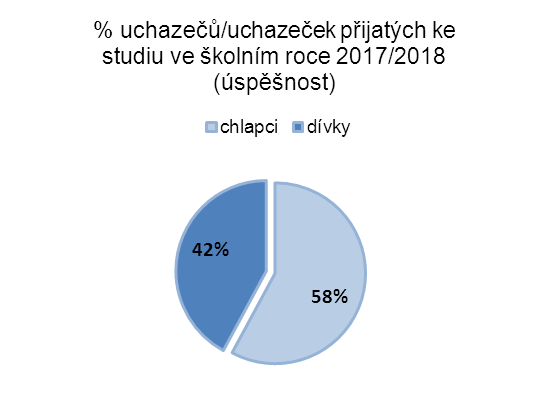 % uchazečů/uchazeček přijatých ke
studiu ve školním roce 2017/2018
(úspěšnost)
chlapci dívky
42%
58%